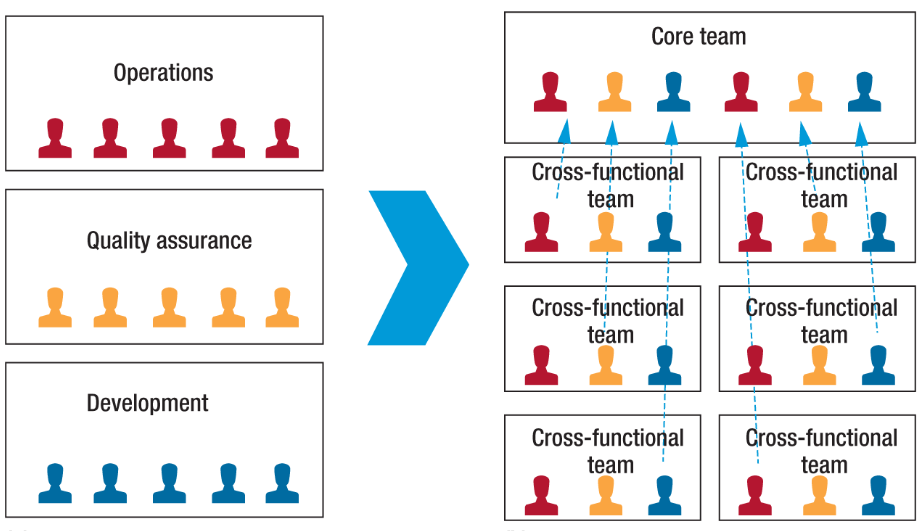 Operations
Quality assurance
Development
Core team
Cross-functional
team
Cross-functional
team
Cross-functional
team
Cross-functional
team
Cross-functional
team
Cross-functional
team